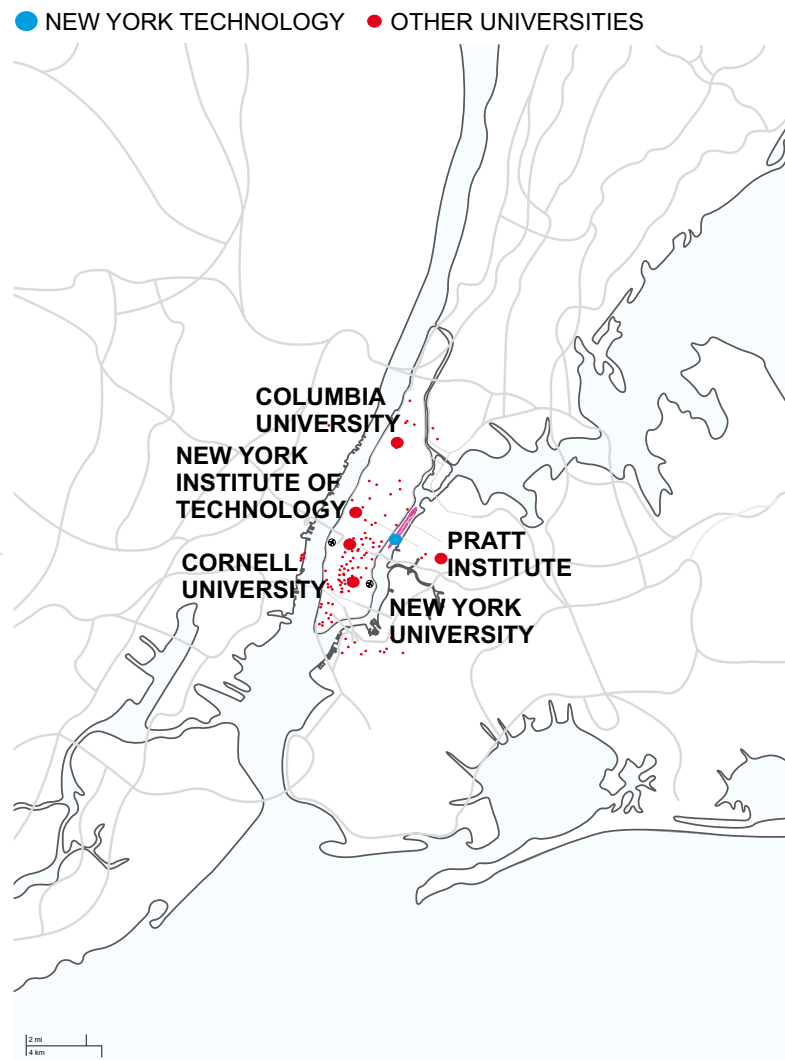 NEW YORK TECHNOLOGY
OTHER UNIVERSITIES
COLUMBIA
UNIVERSITY
NEW YORK
INSTITUTE OF
TECHNOLOGY
CORNELL
UNIVERSITY
PRATT
INSTITUTE
NEW YORK
UNIVERSITY
2 mi
4 km